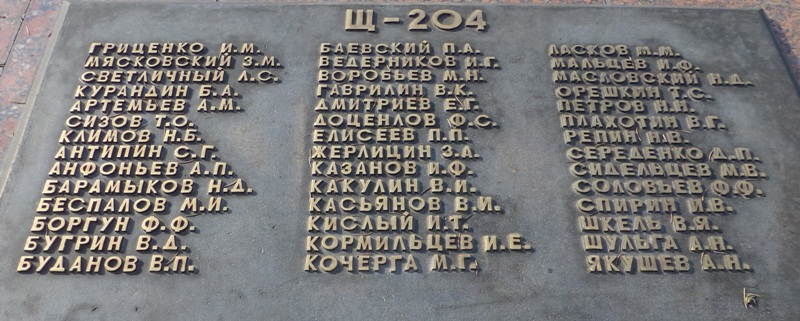 Щ-204
ГРИЦЕНКО И.М.
МЯСКОВСКИЙ З.М.
СВЕТЛИЧНЫЙ Л.С.
КУРАНДИН Б.А.
АРТЕМЬЕВ А.М.
СИЗОВ Т.О.
КЛИМОВ Н.Б.
АНТИПИН С.Г.
АНФОНЬЕВ А.П.
БАРАМЫКОВ Н.Д.
БЕСПАЛОВ М.И.
БОРГУН Ф.Ф.
БУГРИН В.Д.
БУДАНОВ В.П.
БАЕВСКИЙ П.А.
ВЕДЕРНИКОВ И.Г.
ВОРОБЬЕВ М.Н.
ГАВРИЛИН В.К.
ДМИТРИЕВ Е.Г.
ДОЦЕНЛОВ Ф.С.
ЕЛИСЕЕВ П.П.
ЖЕРЛИЦИН З.А.
КАЗАНОВ И.Ф.
КАКУЛИН В.И.
КАСЬЯНОВ В.И.
КИСЛЫЙ И.Т.
КОРМИЛЬЦЕВ И.Е.
КОЧЕРГА М.Г.
ЛАСКОВ М.М.
МАЛЬЦЕВ И.Ф.
МАСЛОВСКИЙ Н.Д.
ОРЕШКИН Т.С.
ПЕТРОВ Н.Н.
ПЛАХОТИН В.Г.
РЕПИН Н.В.
СЕРЕДЕНКО Д.П.
СИДЕЛЬЦЕВ М.В.
СОЛОВЬЕВ Ф.Ф.
СПИРИН И.В.
ШКЕЛЬ В.Я.
ШУЛЬГА А.Н.
ЯКУШЕВ А.Н.